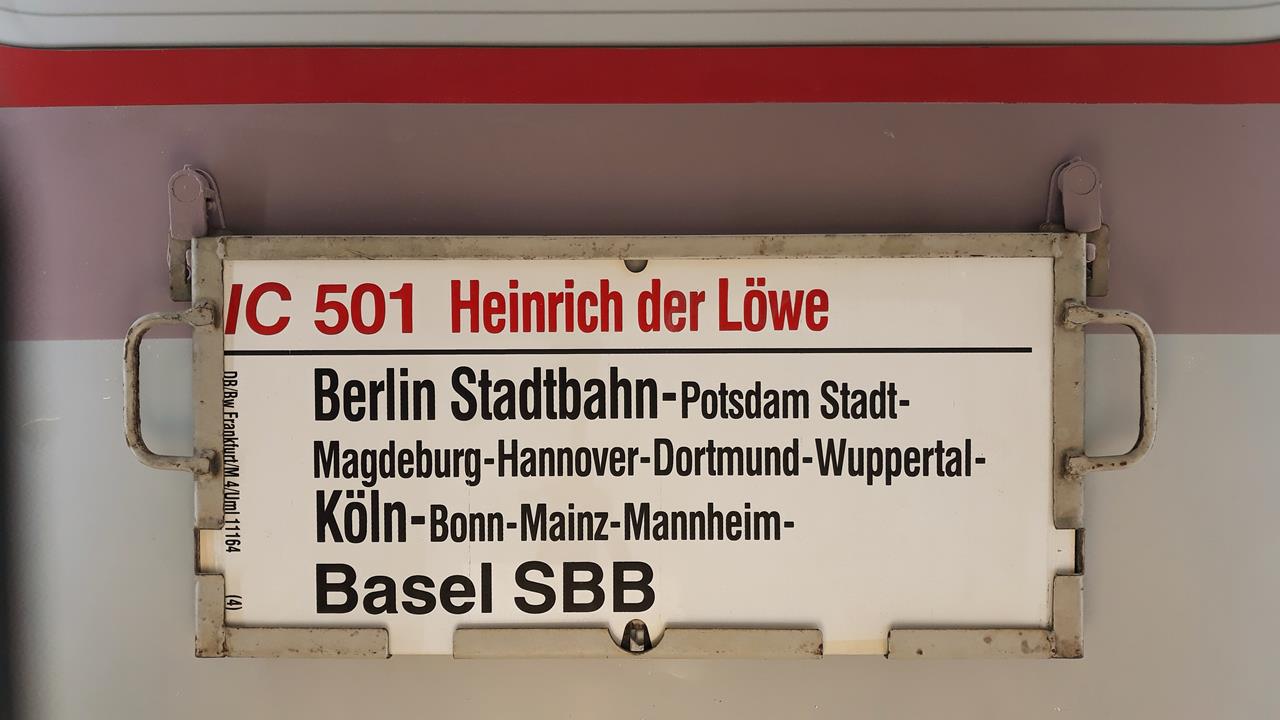 IC 501 Heinrich der Löwe
Berlin Stadtbahn-Potsdam Stadt-
Magdeburg-Hannover-Dortmund-Wuppertal-
Köln-Bonn-Mainz-Mannheim-
Basel SBB
DB/Bw Frankfurt/M 4/Uml 11164 (4)